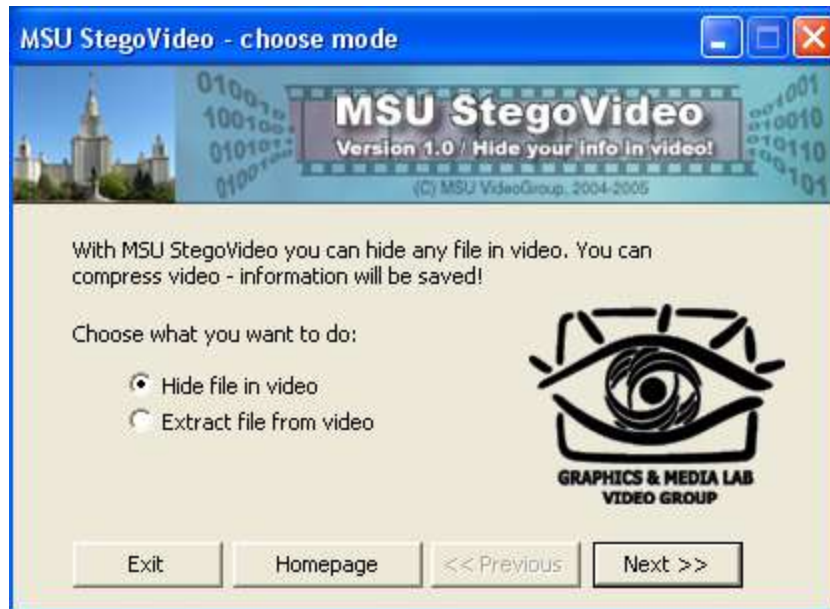 MSU StegoVideo - choose mode
MSU StegoVideo
Version 1.0 / Hide your info in video!
(C) MSU VideoGroup, 2004-2005
With MSU StegoVideo you can hide any file in video. You can
compress video - information will be saved!
Choose what you want to do:
Hide file in video
Extract file from video
GRAPHICS & MEDIA LAB
VIDEO GROUP
Exit
Homepage
<< Previous
Next >>